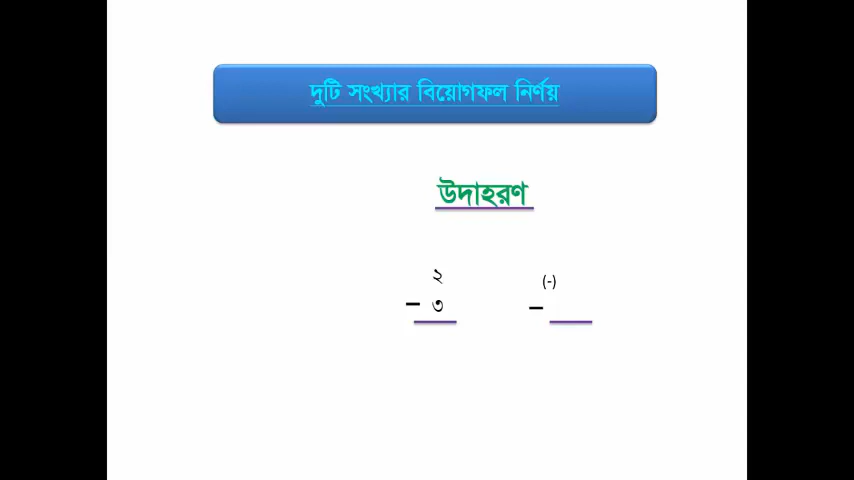 দুটি সংখ্যার বিয়োগফল নির্ণয়
উদাহরণ
২ (-)
– ৩ –